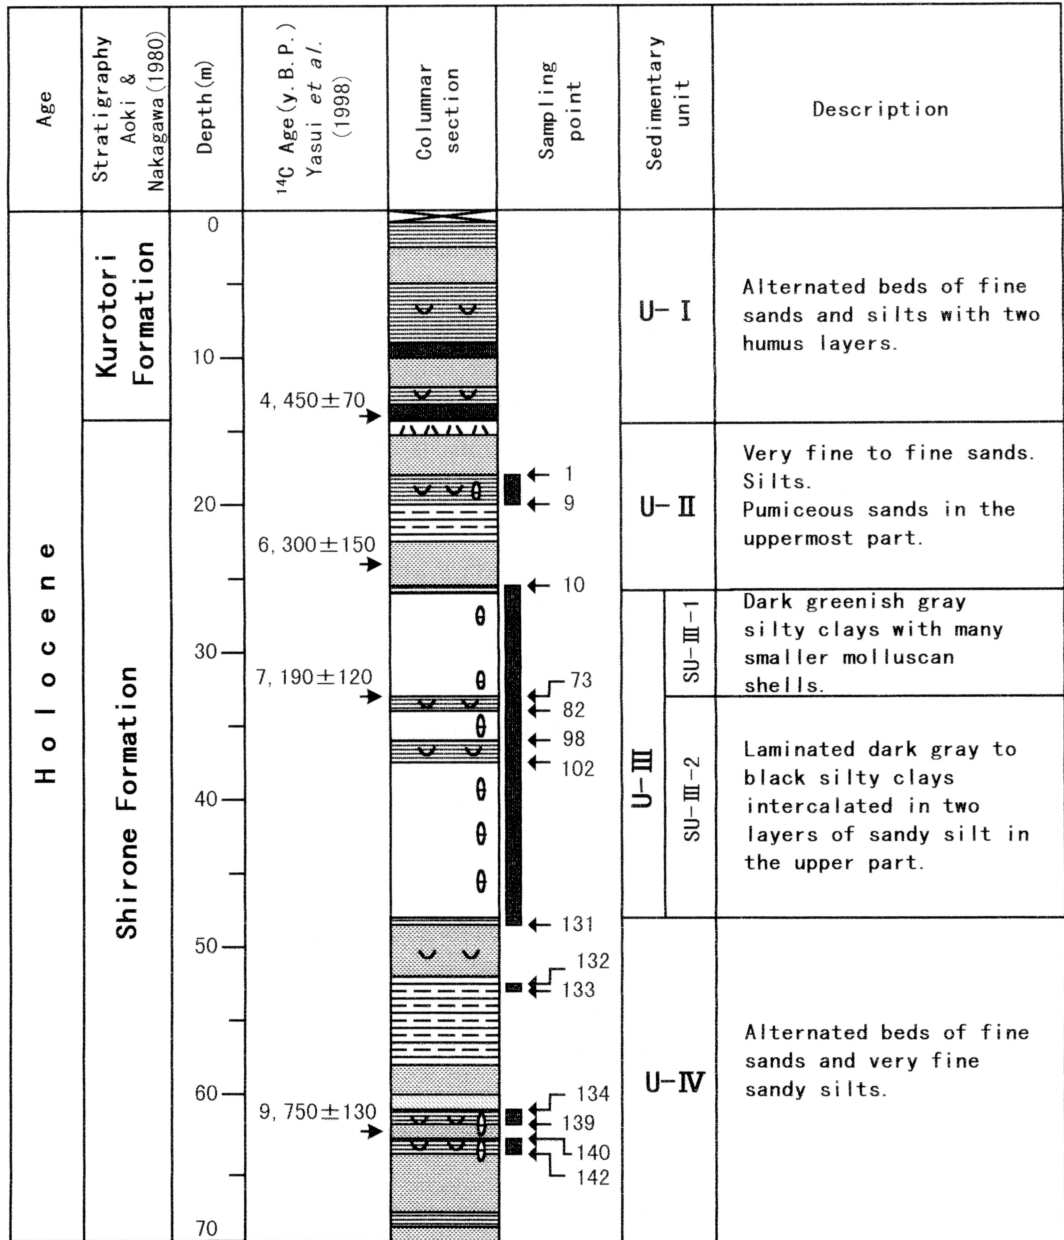 Age
Stratigraphy
Aoki &
Nakagawa(1980)
Depth(m)
¹⁴C Age(y. B. P.)
Yasui et al.
(1998)
Columnar
section
Sampling
point
Sedimentary
unit
Description
Holocene
Kurotori
Formation
Shirone Formation
0
10
20
30
40
50
60
70
4, 450±70
6, 300±150
7, 190±120
9, 750±130
1
9
10
73
82
98
102
131
132
133
134
139
140
142
U-Ⅰ
Alternated beds of fine
sands and silts with two
humus layers.
U-Ⅱ
Very fine to fine sands.
Silts.
Pumiceous sands in the
uppermost part.
U-Ⅲ
SU-Ⅲ-1
Dark greenish gray
silty clays with many
smaller molluscan
shells.
SU-Ⅲ-2
Laminated dark gray to
black silty clays
intercalated in two
layers of sandy silt in
the upper part.
U-Ⅳ
Alternated beds of fine
sands and very fine
sandy silts.